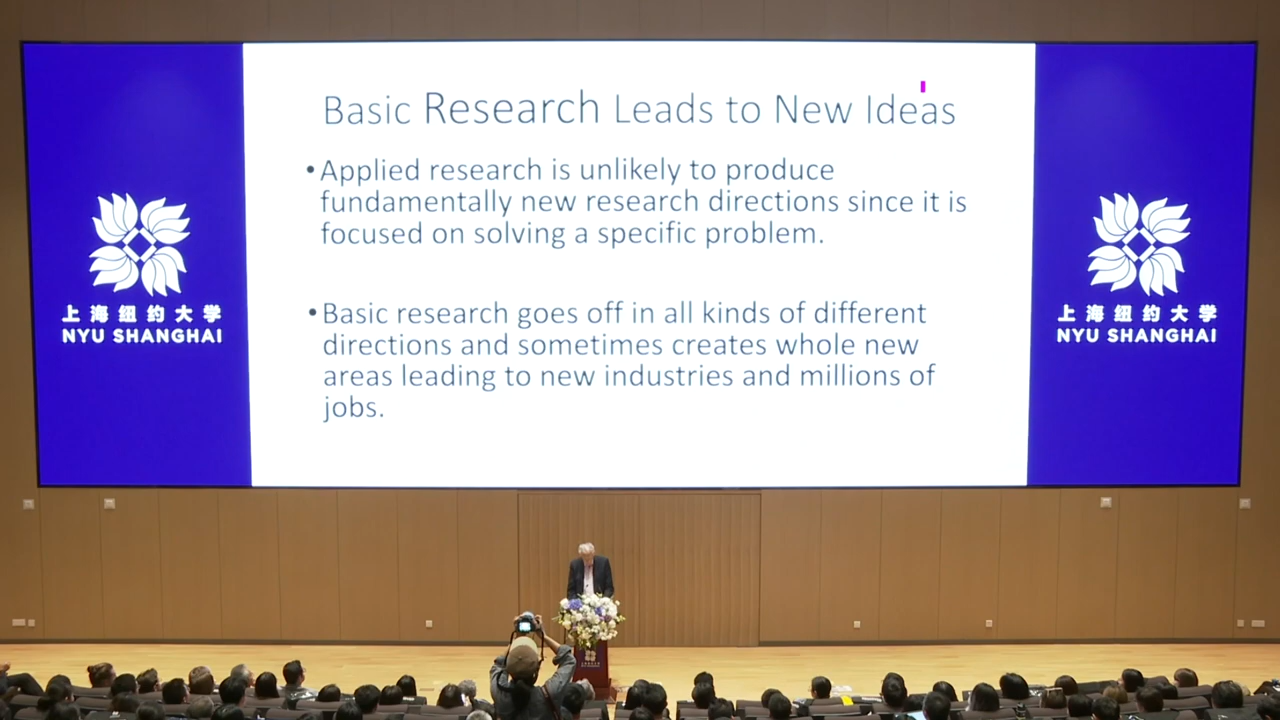 Basic Research Leads to New Ideas
•Applied research is unlikely to produce
fundamentally new research directions since it is
focused on solving a specific problem.
•Basic research goes off in all kinds of different
directions and sometimes creates whole new
areas leading to new industries and millions of
jobs.
上海纽约大学
NYU SHANGHAI
上海纽约大学
NYU SHANGHAI